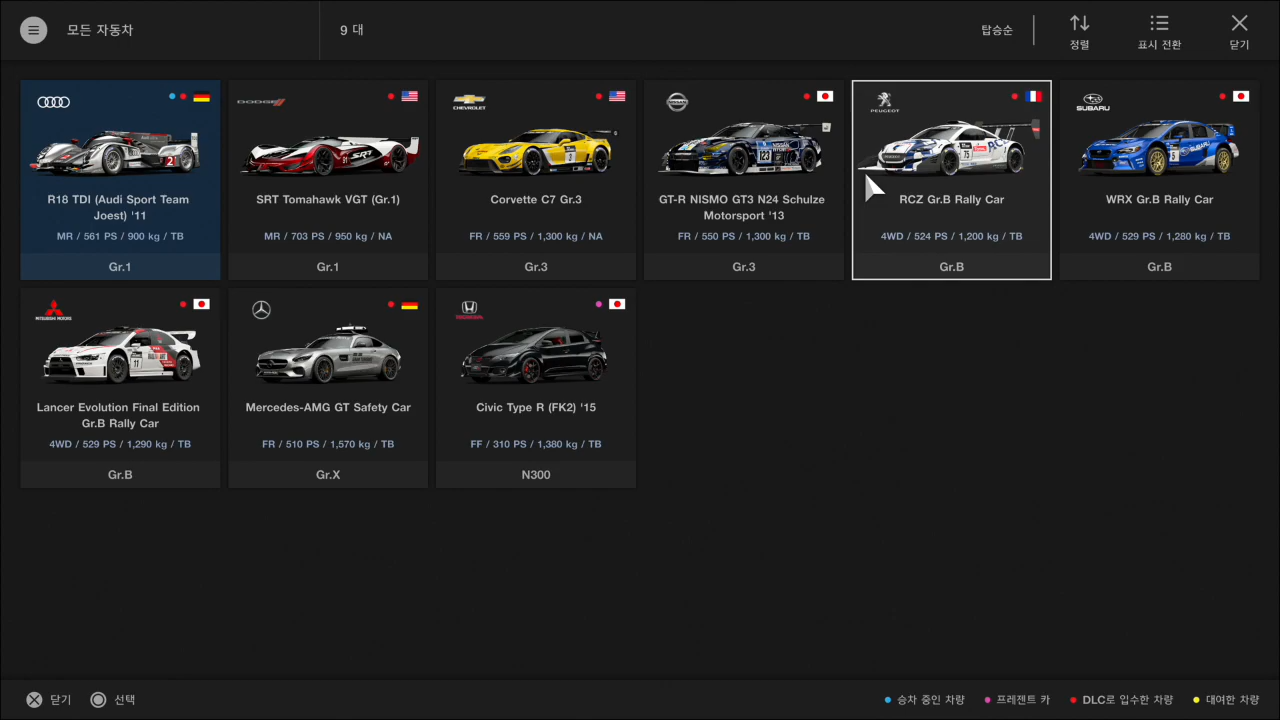 모든 자동차
9 대
탑승순
정렬
표시 전환
닫기
R18 TDI (Audi Sport Team
Joest) '11
MR / 561 PS / 900 kg / TB
Gr.1
DODGE
SRT Tomahawk VGT (Gr.1)
MR / 703 PS / 950 kg / NA
Gr.1
CHEVROLET
Corvette C7 Gr.3
FR / 559 PS / 1,300 kg / NA
Gr.3
NISSAN
GT-R NISMO GT3 N24 Schulze
Motorsport '13
FR / 550 PS / 1,300 kg / TB
Gr.3
PEUGEOT
RCZ Gr.B Rally Car
4WD / 524 PS / 1,200 kg / TB
Gr.B
SUBARU
WRX Gr.B Rally Car
4WD / 529 PS / 1,280 kg / TB
Gr.B
MITSUBISHI MOTORS
Lancer Evolution Final Edition
Gr.B Rally Car
4WD / 529 PS / 1,290 kg / TB
Gr.B
Mercedes-AMG GT Safety Car
FR / 510 PS / 1,570 kg / TB
Gr.X
HONDA
Civic Type R (FK2) '15
FF / 310 PS / 1,380 kg / TB
N300
닫기
선택
승차 중인 차량
프레젠트 카
DLC로 입수한 차량
대여한 차량